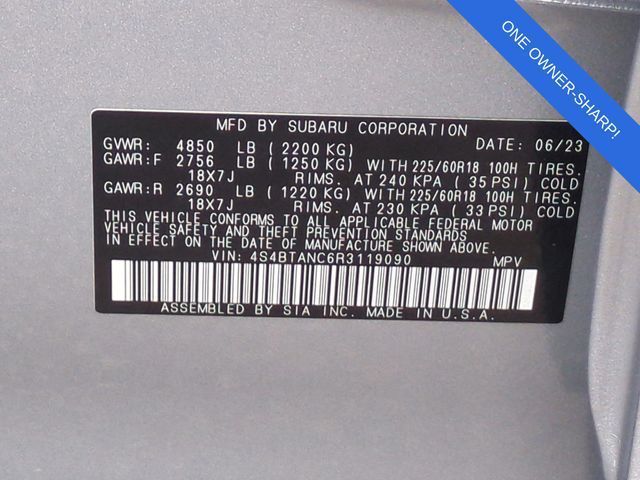 ONE OWNER-SHARP!
MFD BY SUBARU CORPORATION
GVWR: 4850 LB (2200 KG) DATE: 06/23
GAWR:F 2756 LB (1250 KG) WITH 225/60R18 100H TIRES.
18X7J RIMS. AT 240 KPA (35 PSI) COLD
GAWR:R 2690 LB (1220 KG) WITH 225/60R18 100H TIRES.
18X7J RIMS. AT 230 KPA (33 PSI) COLD
THIS VEHICLE CONFORMS TO ALL APPLICABLE FEDERAL MOTOR
VEHICLE SAFETY AND THEFT PREVENTION STANDARDS
IN EFFECT ON THE DATE OF MANUFACTURE SHOWN ABOVE.
VIN: 4S4BTANC6R3119090 MPV
ASSEMBLED BY SIA INC. MADE IN U.S.A.